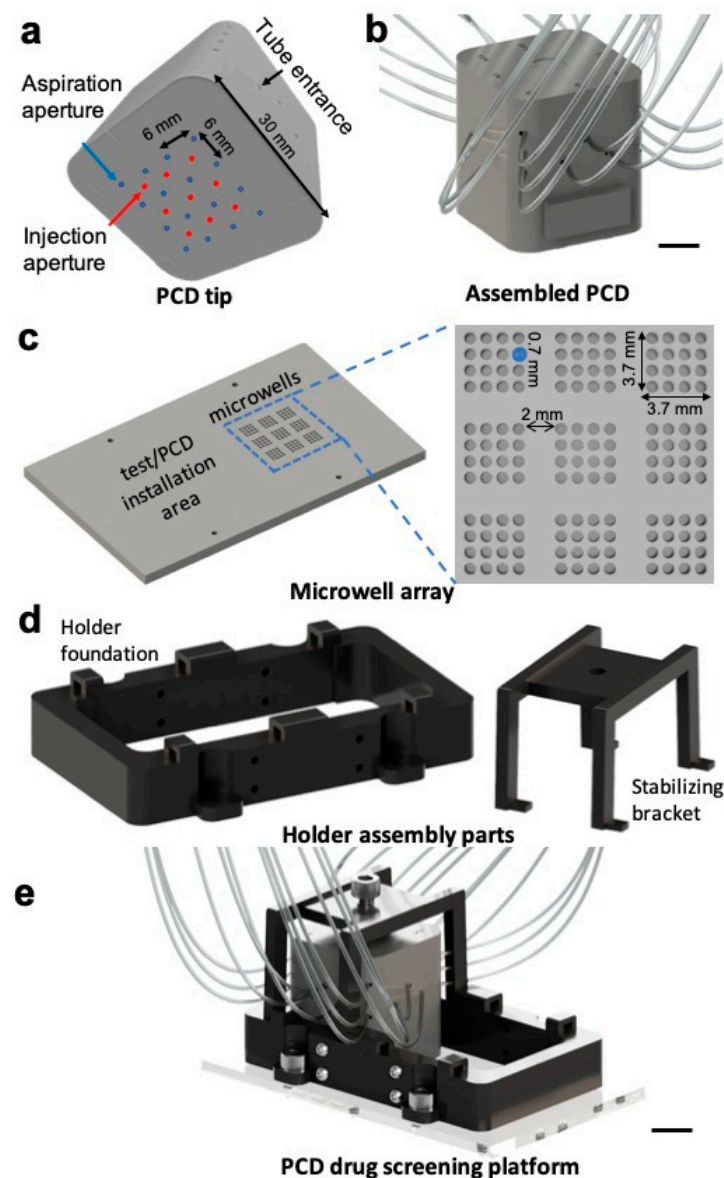 a
Aspiration
aperture
Tube entrance
6 mm
6 mm
30 mm
Injection
aperture
PCD tip
b
Assembled PCD
c
microwells
test/PCD
installation
area
0.7 mm
3.7 mm
3.7 mm
2 mm
Microwell array
d
Holder
foundation
Stabilizing
bracket
Holder assembly parts
e
PCD drug screening platform